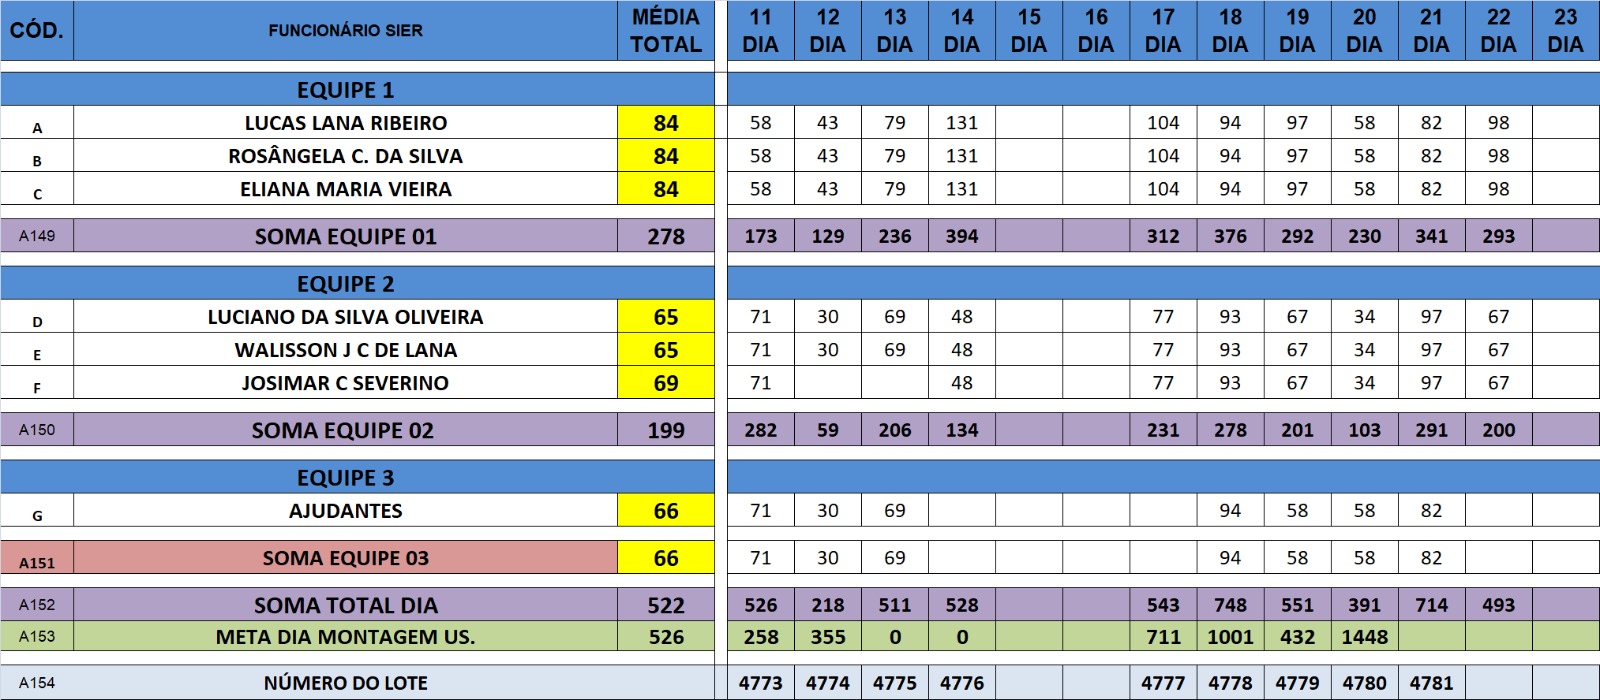 CÓD. FUNCIONÁRIO SIER MÉDIA TOTAL 11 DIA 12 DIA 13 DIA 14 DIA 15 DIA 16 DIA 17 DIA 18 DIA 19 DIA 20 DIA 21 DIA 22 DIA 23 DIA
EQUIPE 1
A LUCAS LANA RIBEIRO 84 58 43 79 131 104 94 97 58 82 98
B ROSÂNGELA C. DA SILVA 84 58 43 79 131 104 94 97 58 82 98
C ELIANA MARIA VIEIRA 84 58 43 79 131 104 94 97 58 82 98
A149 SOMA EQUIPE 01 278 173 129 236 394 312 376 292 230 341 293
EQUIPE 2
D LUCIANO DA SILVA OLIVEIRA 65 71 30 69 48 77 93 67 34 97 67
E WALISSON J C DE LANA 65 71 30 69 48 77 93 67 34 97 67
F JOSIMAR C SEVERINO 69 71 48 77 93 67 34 97 67
A150 SOMA EQUIPE 02 199 282 59 206 134 231 278 201 103 291 200
EQUIPE 3
G AJUDANTES 66 71 30 69 94 58 58 82
A151 SOMA EQUIPE 03 66 71 30 69 94 58 58 82
A152 SOMA TOTAL DIA 522 526 218 511 528 543 748 551 391 714 493
A153 META DIA MONTAGEM US. 526 258 355 0 0 711 1001 432 1448
A154 NÚMERO DO LOTE 4773 4774 4775 4776 4777 4778 4779 4780 4781